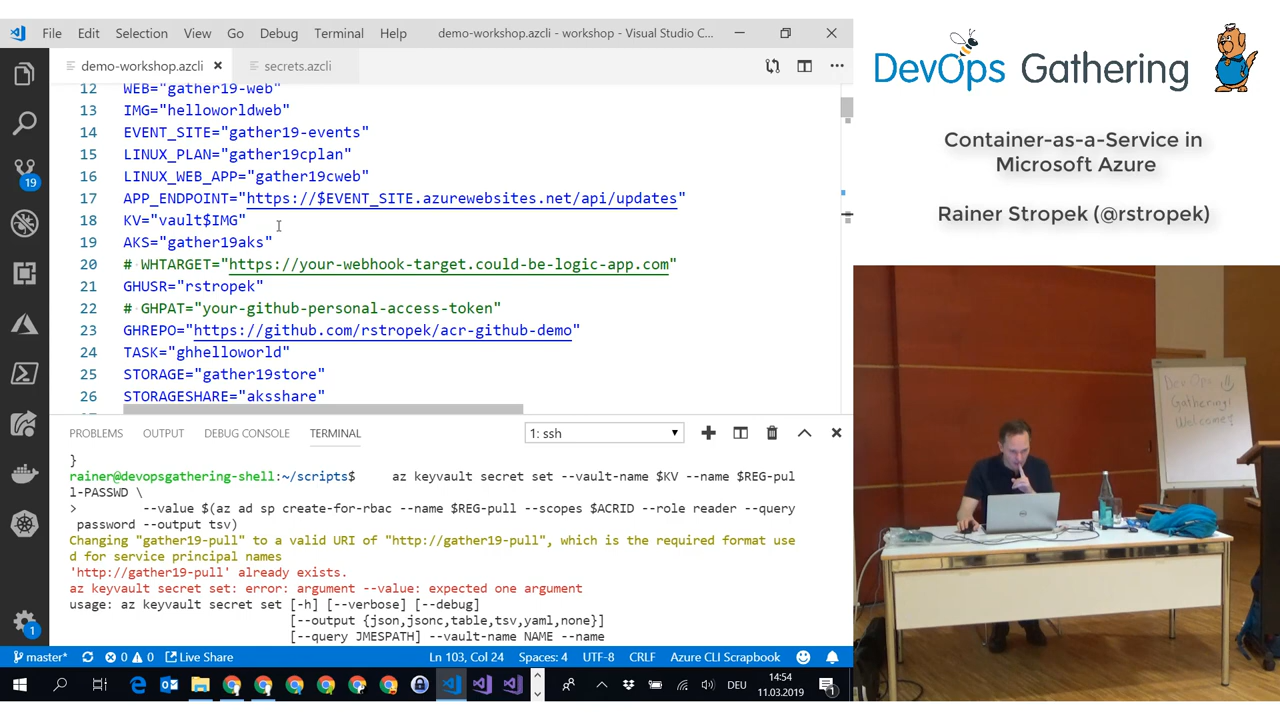 File Edit Selection View Go Debug Terminal Help demo-workshop.azcli - workshop - Visual Studio C...
demo-workshop.azcli
secrets.azcli
12 WEB="gather19-web"
13 IMG="helloworldweb"
14 EVENT_SITE="gather19-events"
15 LINUX_PLAN="gather19cplan"
16 LINUX_WEB_APP="gather19cweb"
17 APP_ENDPOINT="https://$EVENT_SITE.azurewebsites.net/api/updates"
18 KV="vault$IMG"
19 AKS="gather19aks"
20 # WHTARGET="https://your-webhook-target.could-be-logic-app.com"
21 GHUSR="rstropek"
22 # GHPAT="your-github-personal-access-token"
23 GHREPO="https://github.com/rstropek/acr-github-demo"
24 TASK="ghhelloworld"
25 STORAGE="gather19store"
26 STORAGESHARE="aksshare"
19
PROBLEMS OUTPUT DEBUG CONSOLE TERMINAL 1: ssh
}
rainer@devopsgathering-shell:~/scripts$ az keyvault secret set --vault-name $KV --name $REG-pul
l-PASSWD \
> --value $(az ad sp create-for-rbac --name $REG-pull --scopes $ACRID --role reader --query
password --output tsv)
Changing "gather19-pull" to a valid URI of "http://gather19-pull", which is the required format use
d for service principal names
'http://gather19-pull' already exists.
az keyvault secret set: error: argument --value: expected one argument
usage: az keyvault secret set [-h] [--verbose] [--debug]
[--output {json,jsonc,table,tsv,yaml,none}]
[--query JMESPATH] --vault-name NAME --name
1
master* 0 0 Live Share Ln 103, Col 24 Spaces: 4 UTF-8 CRLF Azure CLI Scrapbook
DEU
14:54
11.03.2019
1
DevOps Gathering
Container-as-a-Service in
Microsoft Azure
Rainer Stropek (@rstropek)
DevOps
Gathering!
Welcome!
DELL